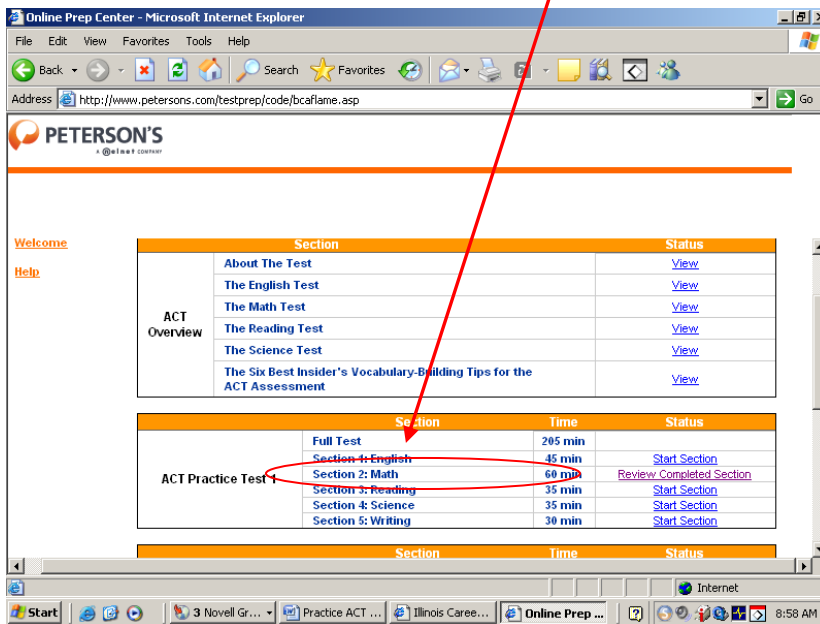 Online Prep Center - Microsoft Internet Explorer
File Edit View Favorites Tools Help
Back Search Favorites
Address http://www.petersons.com/testprep/code/bcaflame.asp Go
PETERSON'S
A nelnet COMPANY
Welcome
Help
Section Status
ACT Overview
About The Test View
The English Test View
The Math Test View
The Reading Test View
The Science Test View
The Six Best Insider's Vocabulary-Building Tips for the
ACT Assessment View
Section Time Status
ACT Practice Test 1
Full Test 205 min
Section 1: English 45 min Start Section
Section 2: Math 60 min Review Completed Section
Section 3: Reading 35 min Start Section
Section 4: Science 35 min Start Section
Section 5: Writing 30 min Start Section
Section Time Status
Internet
Start 3 Novell Gr... Practice ACT ... Illinois Caree... Online Prep ... 8:58 AM